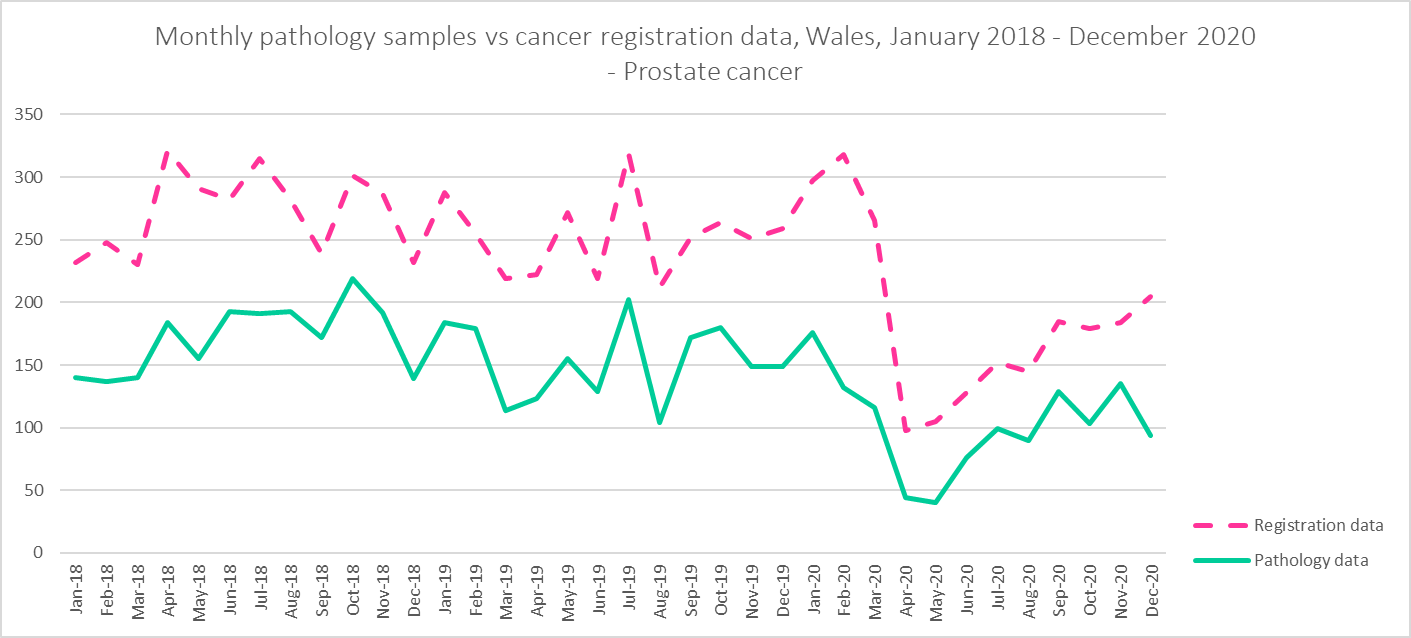 Monthly pathology samples vs cancer registration data, Wales, January 2018 - December 2020
- Prostate cancer
350
300
250
200
150
100
50
0
Jan-18
Feb-18
Mar-18
Apr-18
May-18
Jun-18
Jul-18
Aug-18
Sep-18
Oct-18
Nov-18
Dec-18
Jan-19
Feb-19
Mar-19
Apr-19
May-19
Jun-19
Jul-19
Aug-19
Sep-19
Oct-19
Nov-19
Dec-19
Jan-20
Feb-20
Mar-20
Apr-20
May-20
Jun-20
Jul-20
Aug-20
Sep-20
Oct-20
Nov-20
Dec-20
Registration data
Pathology data